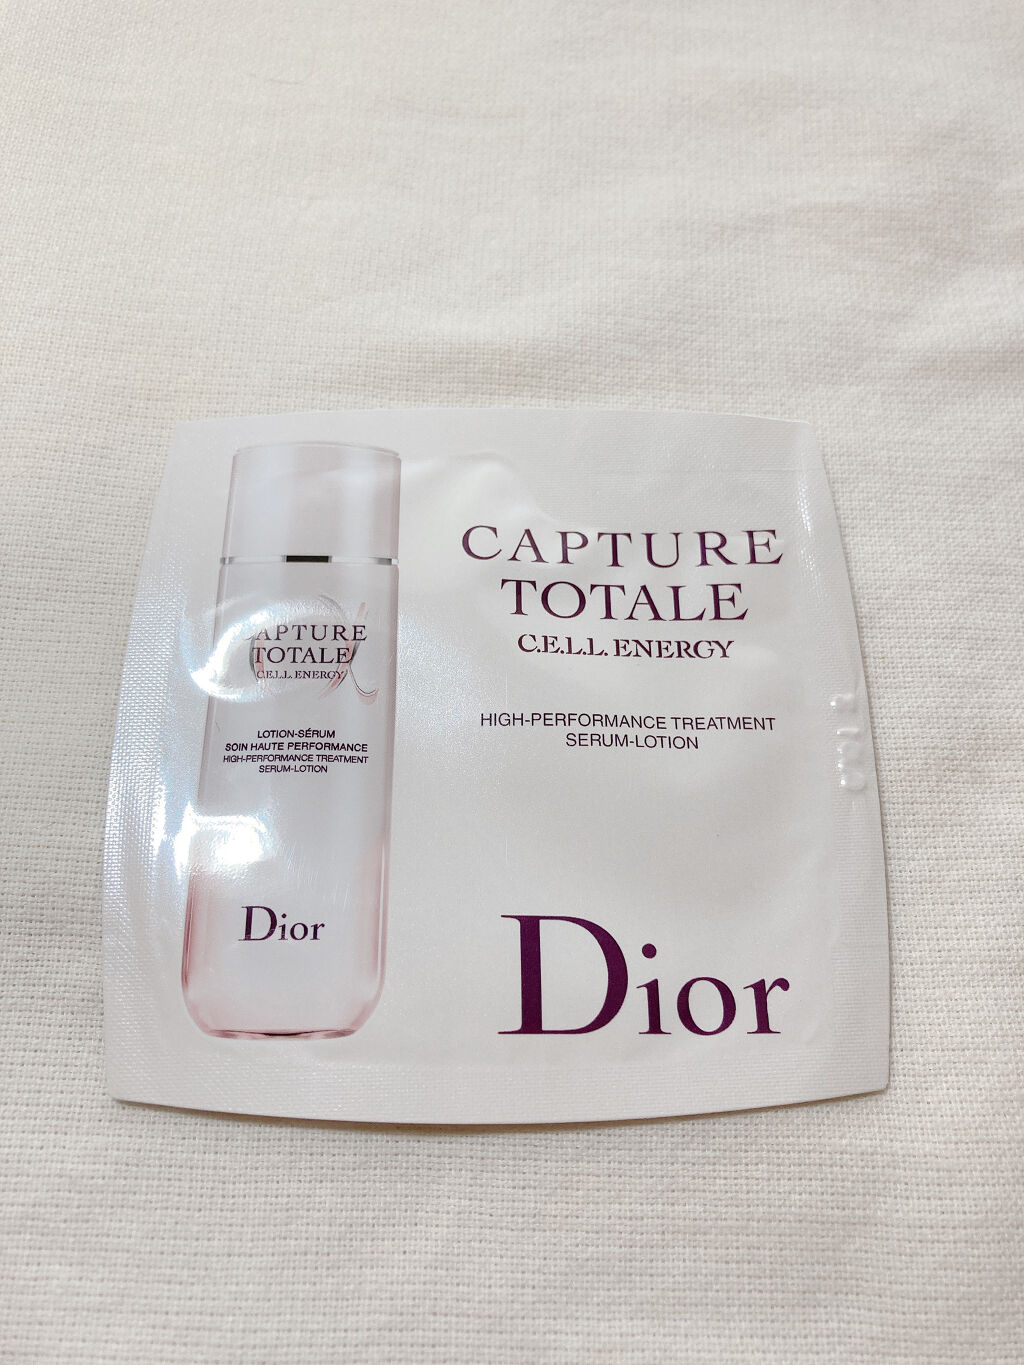 CAPTURE
TOTALE
C.E.L.L. ENERGY
LOTION-SÉRUM
SOIN HAUTE PERFORMANCE
HIGH-PERFORMANCE TREATMENT
SERUM-LOTION
Dior
CAPTURE
TOTALE
C.E.L.L. ENERGY
HIGH-PERFORMANCE TREATMENT
SERUM-LOTION
Dior